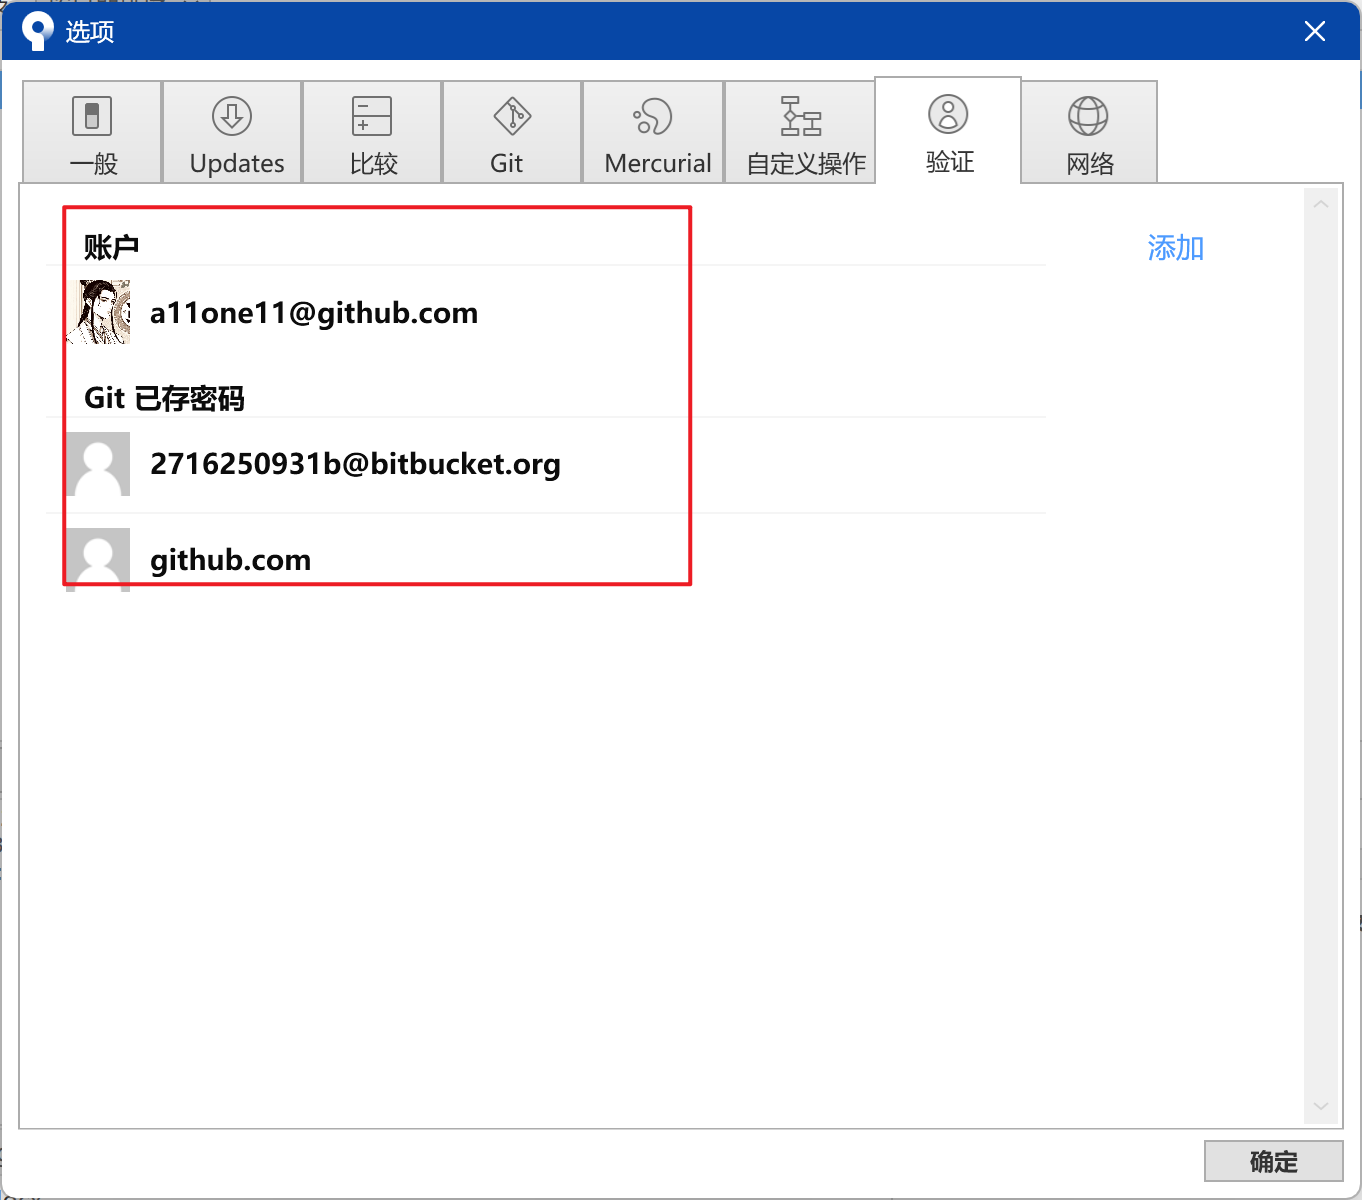 选项
一般
Updates
比较
Git
Mercurial
自定义操作
验证
网络
账户
添加
a11one11@github.com
Git 已存密码
2716250931b@bitbucket.org
github.com
确定